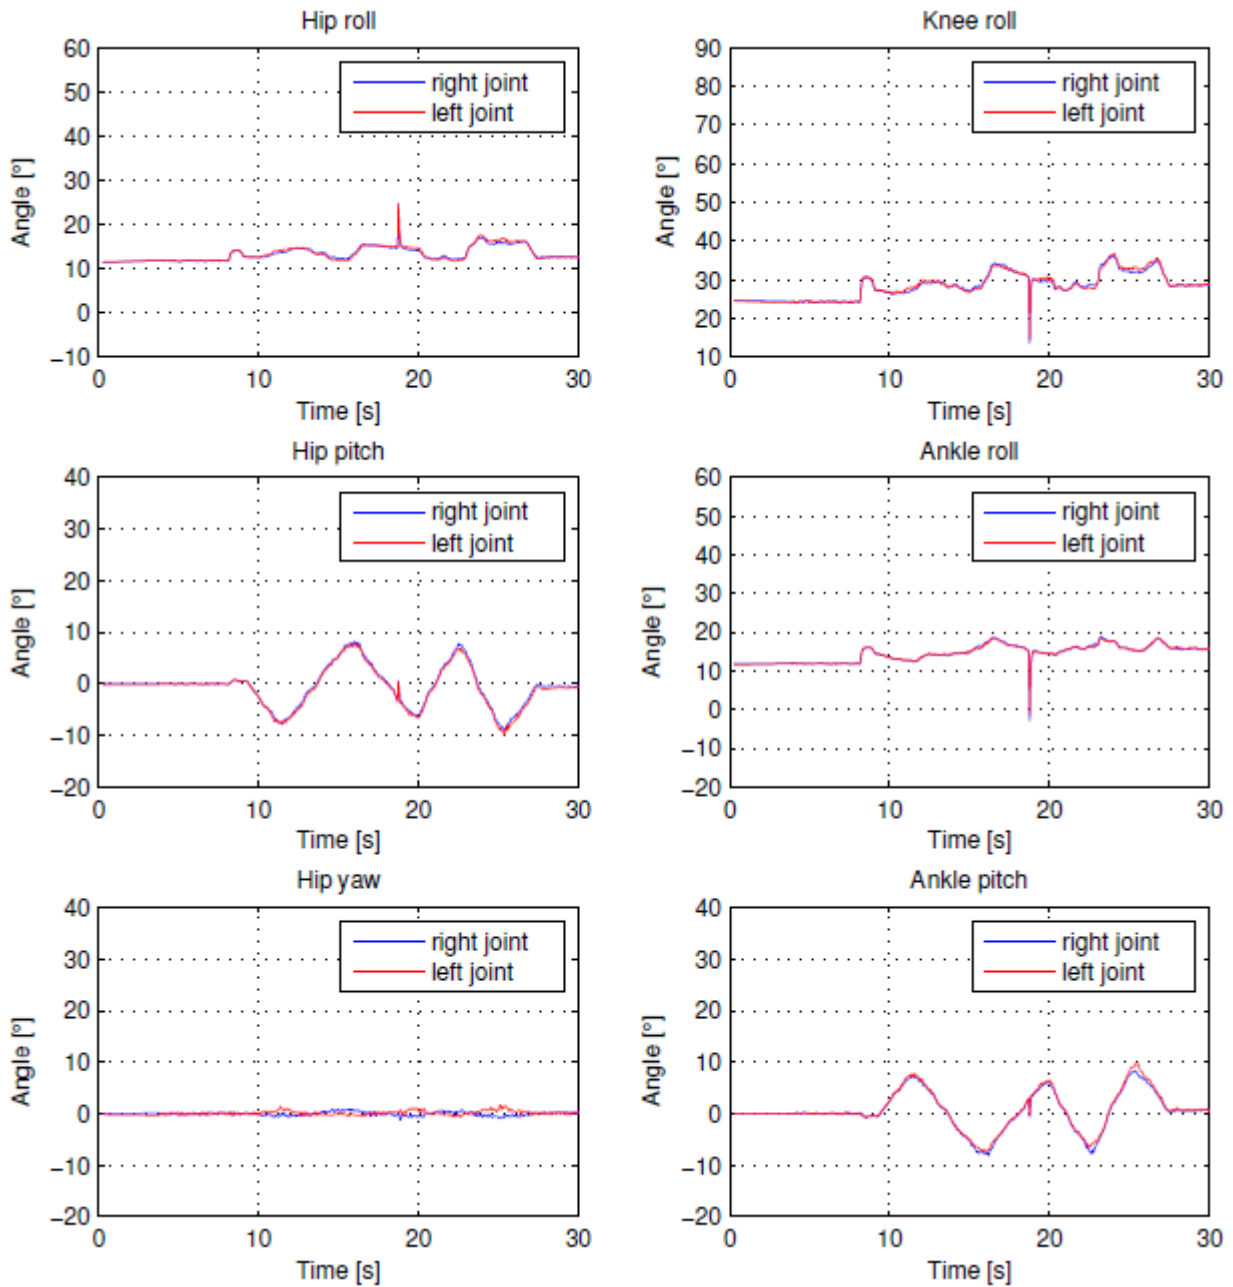 Hip roll
60
50
40
30
20
10
0
−10
Angle [°]
right joint
left joint
0 10 20 30
Time [s]
Knee roll
90
80
70
60
50
40
30
20
10
Angle [°]
right joint
left joint
0 10 20 30
Time [s]
Hip pitch
40
30
20
10
0
−10
−20
Angle [°]
right joint
left joint
0 10 20 30
Time [s]
Ankle roll
60
50
40
30
20
10
0
−10
−20
Angle [°]
right joint
left joint
0 10 20 30
Time [s]
Hip yaw
40
30
20
10
0
−10
−20
Angle [°]
right joint
left joint
0 10 20 30
Time [s]
Ankle pitch
40
30
20
10
0
−10
−20
Angle [°]
right joint
left joint
0 10 20 30
Time [s]